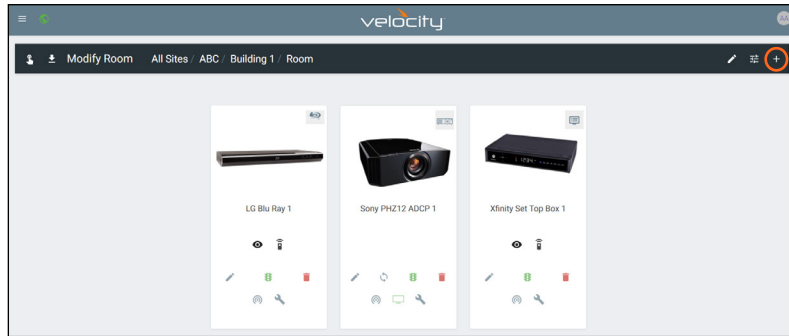 velocity
AA
Modify Room All Sites / ABC / Building 1 / Room
LG Blu Ray 1
Sony PHZ12 ADCP 1
Xfinity Set Top Box 1